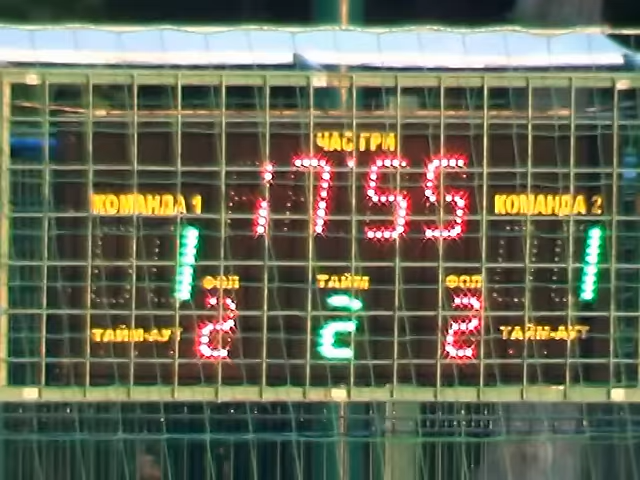 ЧАС ГРИ
17:55
КОМАНДА 1
КОМАНДА 2
1
1
ФОЛ
ТАЙМ
ФОЛ
2
2
2
ТАЙМ-АУТ
ТАЙМ-АУТ